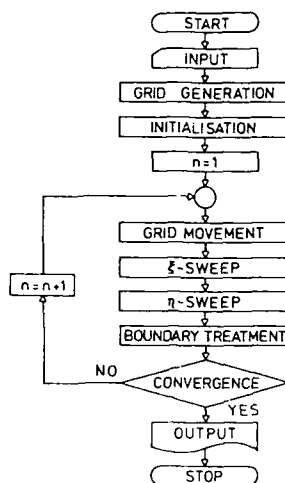 START
INPUT
GRID GENERATION
INITIALISATION
n=1
GRID MOVEMENT
n=n+1
ξ-SWEEP
η-SWEEP
BOUNDARY TREATMENT
NO
CONVERGENCE
YES
OUTPUT
STOP